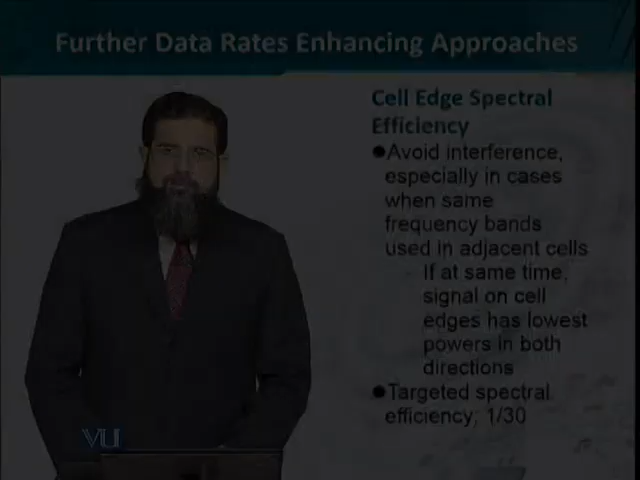 Further Data Rates Enhancing Approaches
Cell Edge Spectral
Efficiency
●Avoid interference,
especially in cases
when same
frequency bands
used in adjacent cells
- If at same time,
signal on cell
edges has lowest
powers in both
directions
●Targeted spectral
efficiency; 1/30
VU